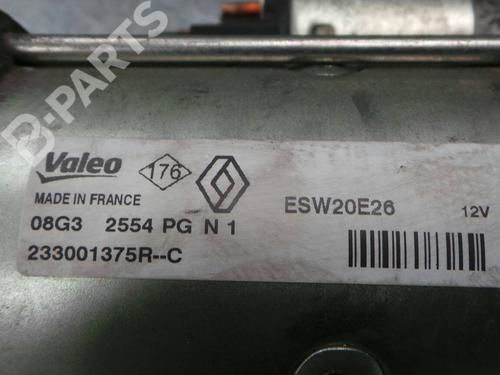 B-PARTS
Valeo 176
MADE IN FRANCE
ESW20E26 12V
08G3 2554 PG N 1
233001375R--C